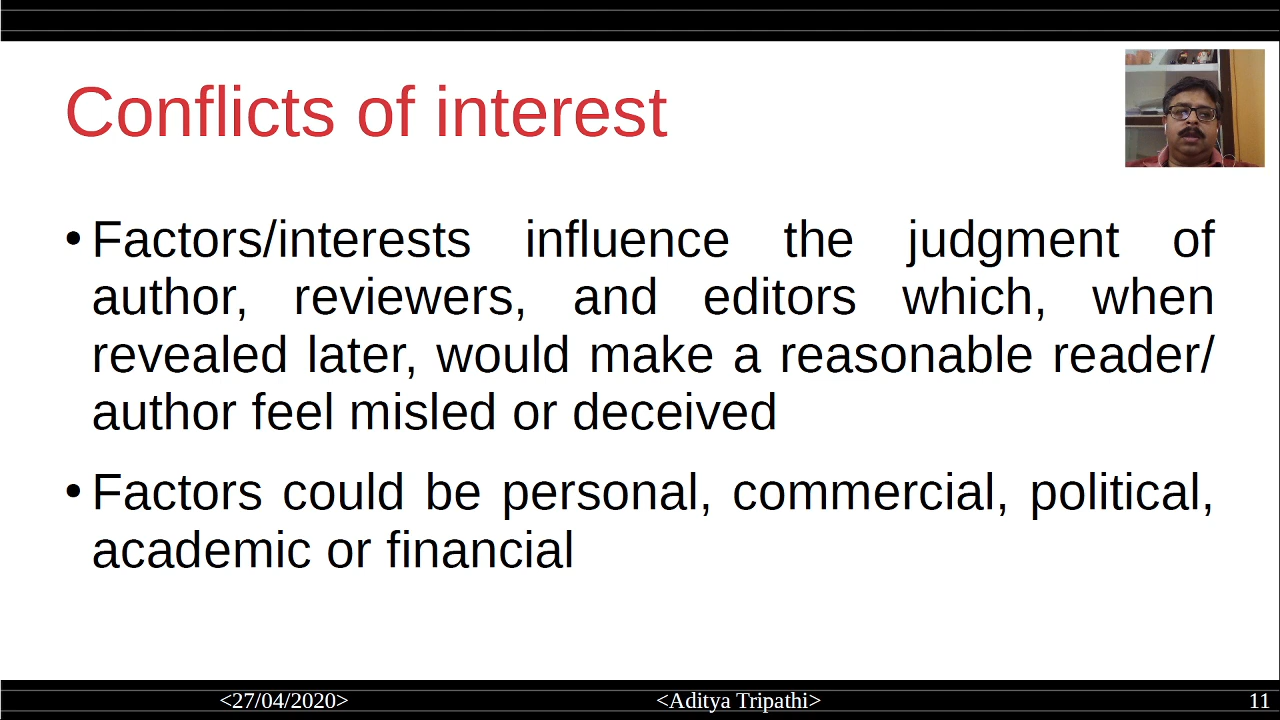 Conflicts of interest
• Factors/interests influence the judgment of
author, reviewers, and editors which, when
revealed later, would make a reasonable reader/
author feel misled or deceived
• Factors could be personal, commercial, political,
academic or financial
<27/04/2020>
<Aditya Tripathi>
11